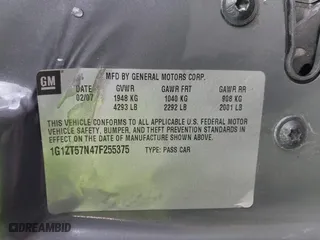 GM
MFD BY GENERAL MOTORS CORP.
DATE GVWR GAWR FRT GAWR RR
02/07 1948 KG 1040 KG 908 KG
4293 LB 2292 LB 2001 LB
THIS VEHICLE CONFORMS TO ALL APPLICABLE U.S. FEDERAL MOTOR
VEHICLE SAFETY, BUMPER, AND THEFT PREVENTION STANDARDS
IN EFFECT ON THE DATE OF MANUFACTURE SHOWN ABOVE.
1G1ZT57N47F255375 TYPE: PASS CAR